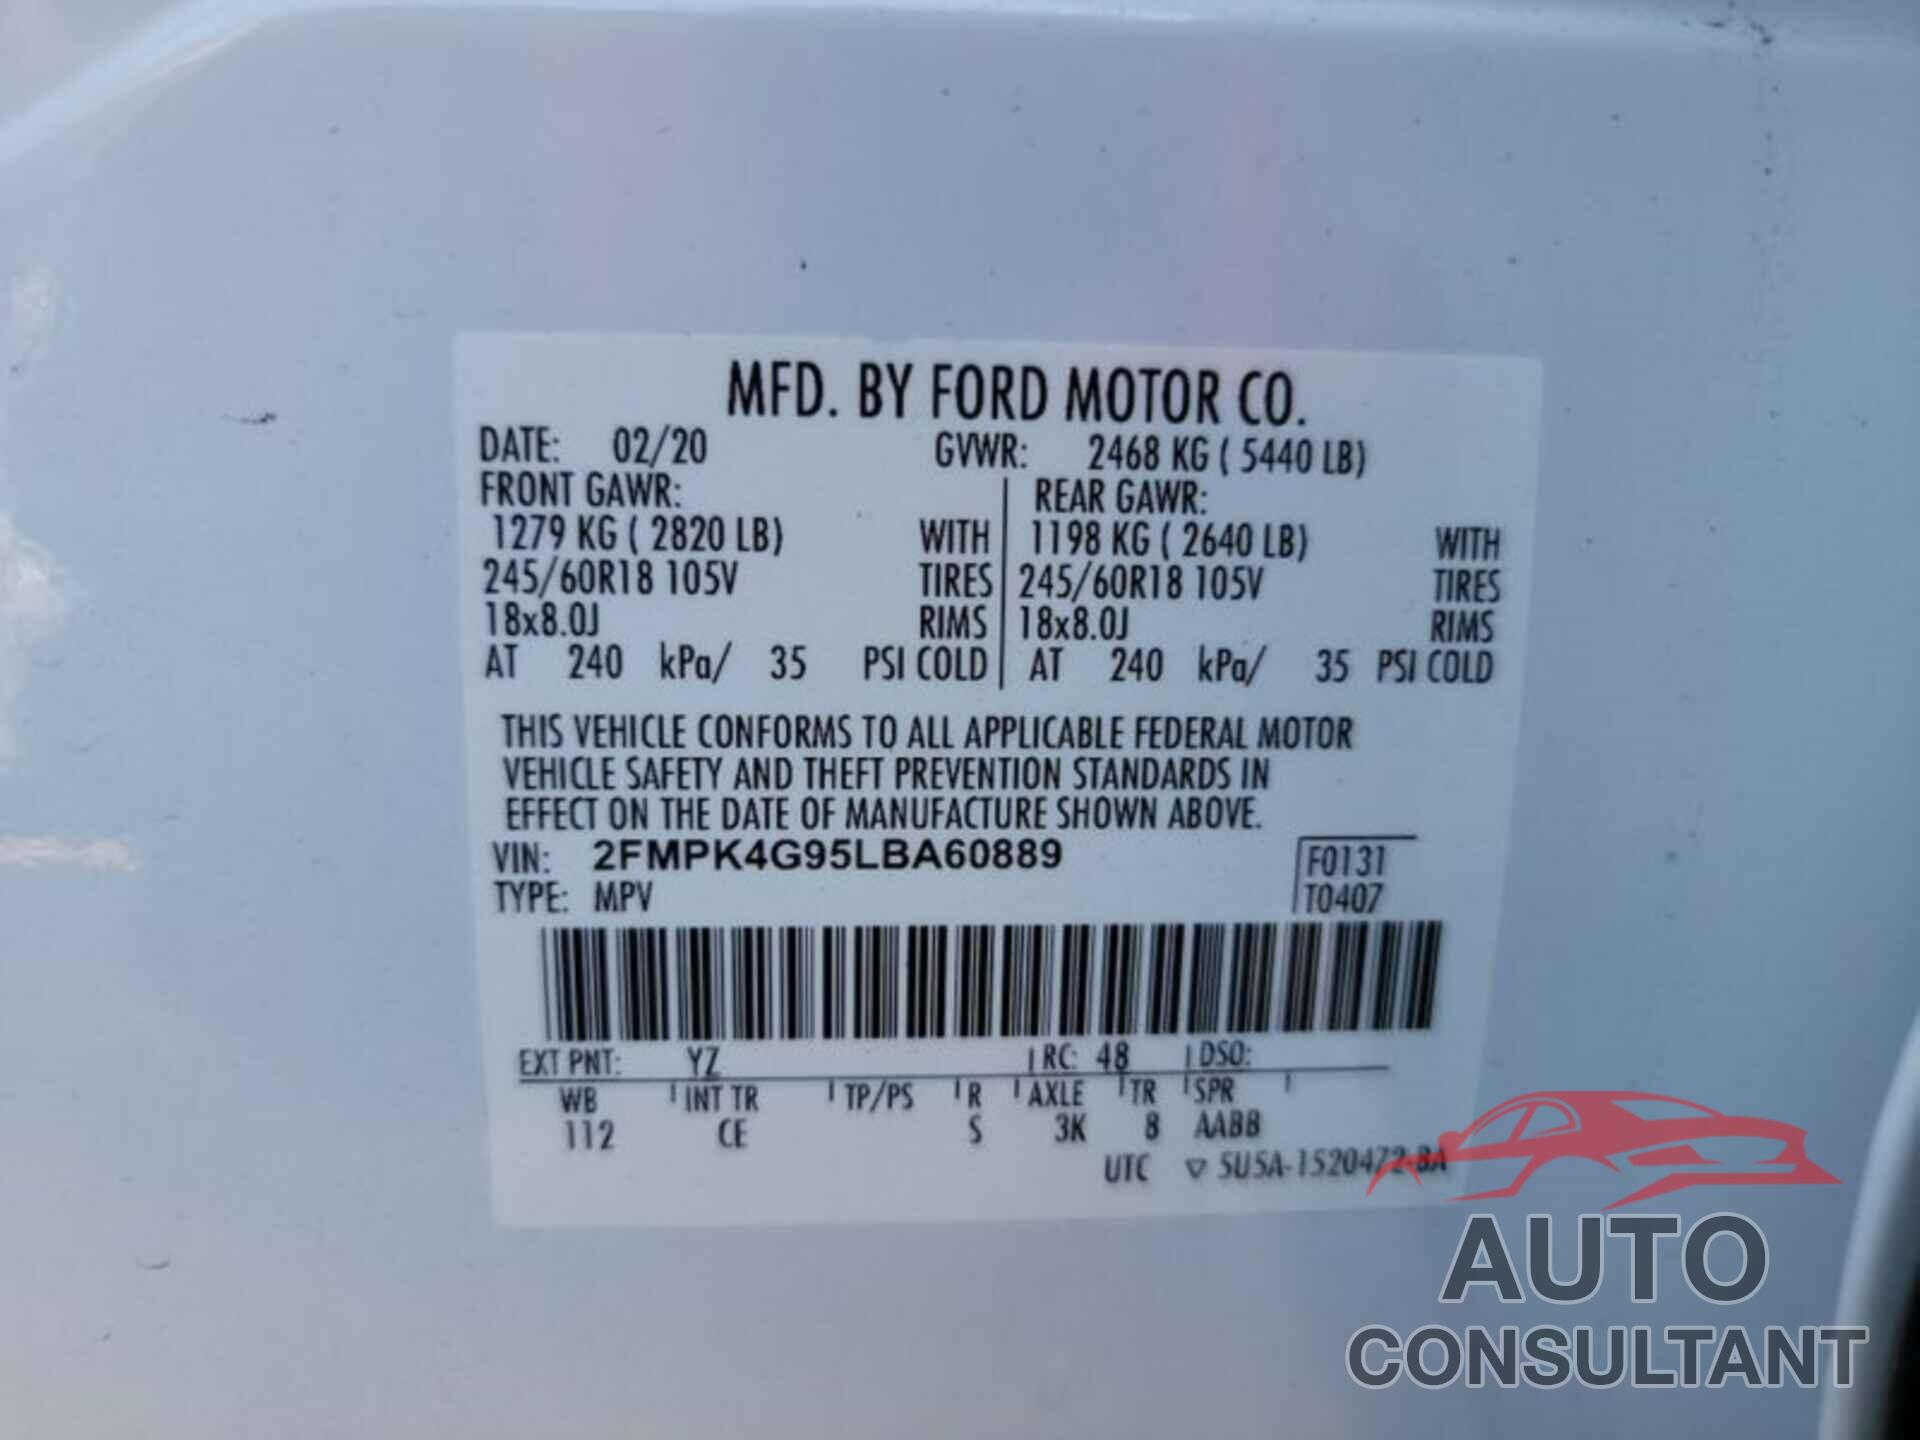 MFD. BY FORD MOTOR CO.
DATE: 02/20 GVWR: 2468 KG ( 5440 LB)
FRONT GAWR: REAR GAWR:
1279 KG ( 2820 LB) WITH 1198 KG ( 2640 LB) WITH
245/60R18 105V TIRES 245/60R18 105V TIRES
18x8.0J RIMS 18x8.0J RIMS
AT 240 kPa/ 35 PSI COLD AT 240 kPa/ 35 PSI COLD
THIS VEHICLE CONFORMS TO ALL APPLICABLE FEDERAL MOTOR
VEHICLE SAFETY AND THEFT PREVENTION STANDARDS IN
EFFECT ON THE DATE OF MANUFACTURE SHOWN ABOVE.
VIN: 2FMPK4G95LBA60889 F0131
TYPE: MPV T0407
EXT PNT: YZ RC: 48 DSO:
WB INT TR TP/PS R AXLE TR SPR
112 CE S 3K 8 AABB
UTC ▽ 5U5A-1520472-BA
AUTO
CONSULTANT